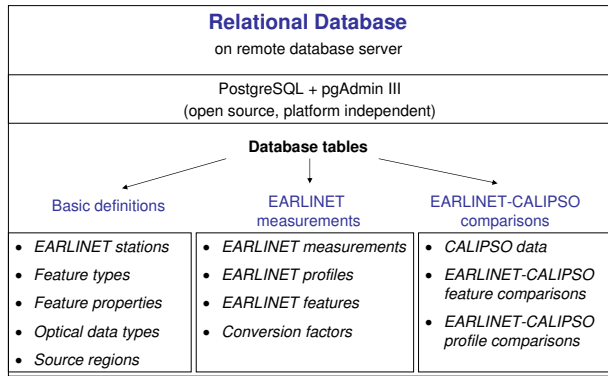 Relational Database
on remote database server
PostgreSQL + pgAdmin III
(open source, platform independent)
Database tables
Basic definitions
EARLINET
measurements
EARLINET-CALIPSO
comparisons
• EARLINET stations
• Feature types
• Feature properties
• Optical data types
• Source regions
• EARLINET measurements
• EARLINET profiles
• EARLINET features
• Conversion factors
• CALIPSO data
• EARLINET-CALIPSO
feature comparisons
• EARLINET-CALIPSO
profile comparisons